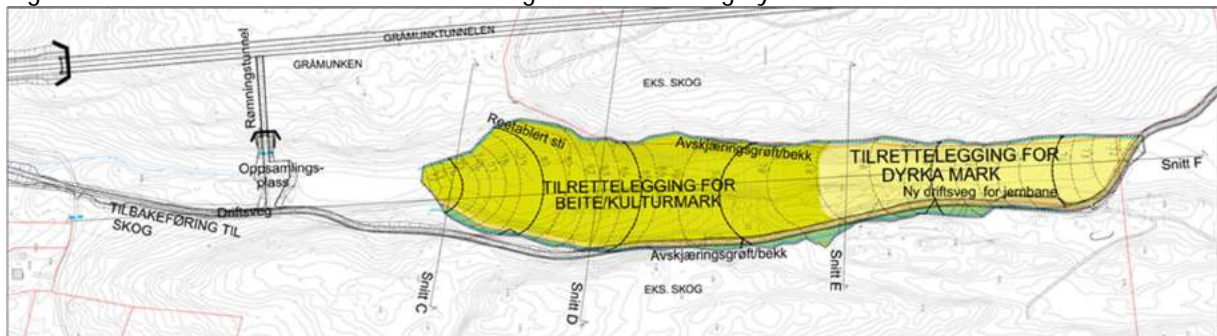 GRÅMUNKTUNNELEN
GRÅMUNKEN
Rømningstunnel
EKS. SKOG
Reetablert sti
Avskjæringsgrøft/bekk
TILRETTELEGGING FOR
DYRKA MARK
Snitt F
Oppsamlings-
plass
TILRETTELEGGING FOR
BEITE/KULTURMARK
Ny driftsveg for jernbane
Driftsveg
TILBAKEFØRING TIL
SKOG
Avskjæringsgrøft/bekk
Snitt C
Snitt D
EKS. SKOG
Snitt E